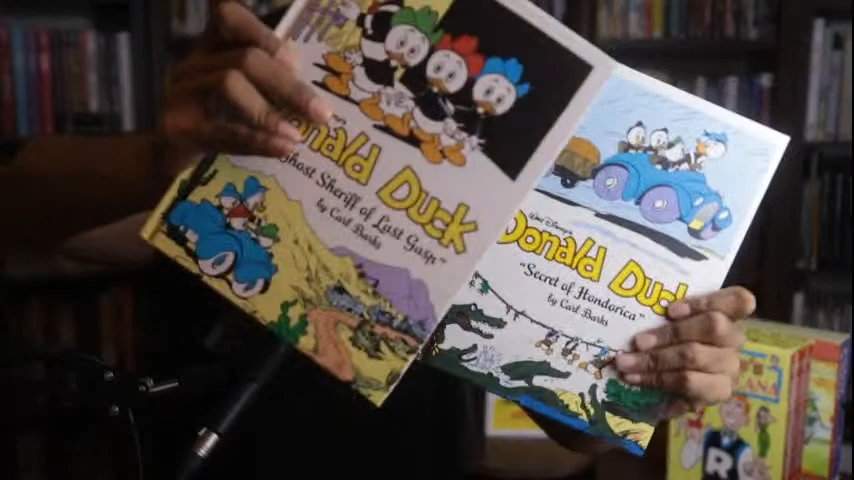 Donald Duck
"Ghost Sheriff of Last Gasp"
by Carl Barks
Walt Disney's
Donald Duck
"Secret of Hondorica"
by Carl Barks
R